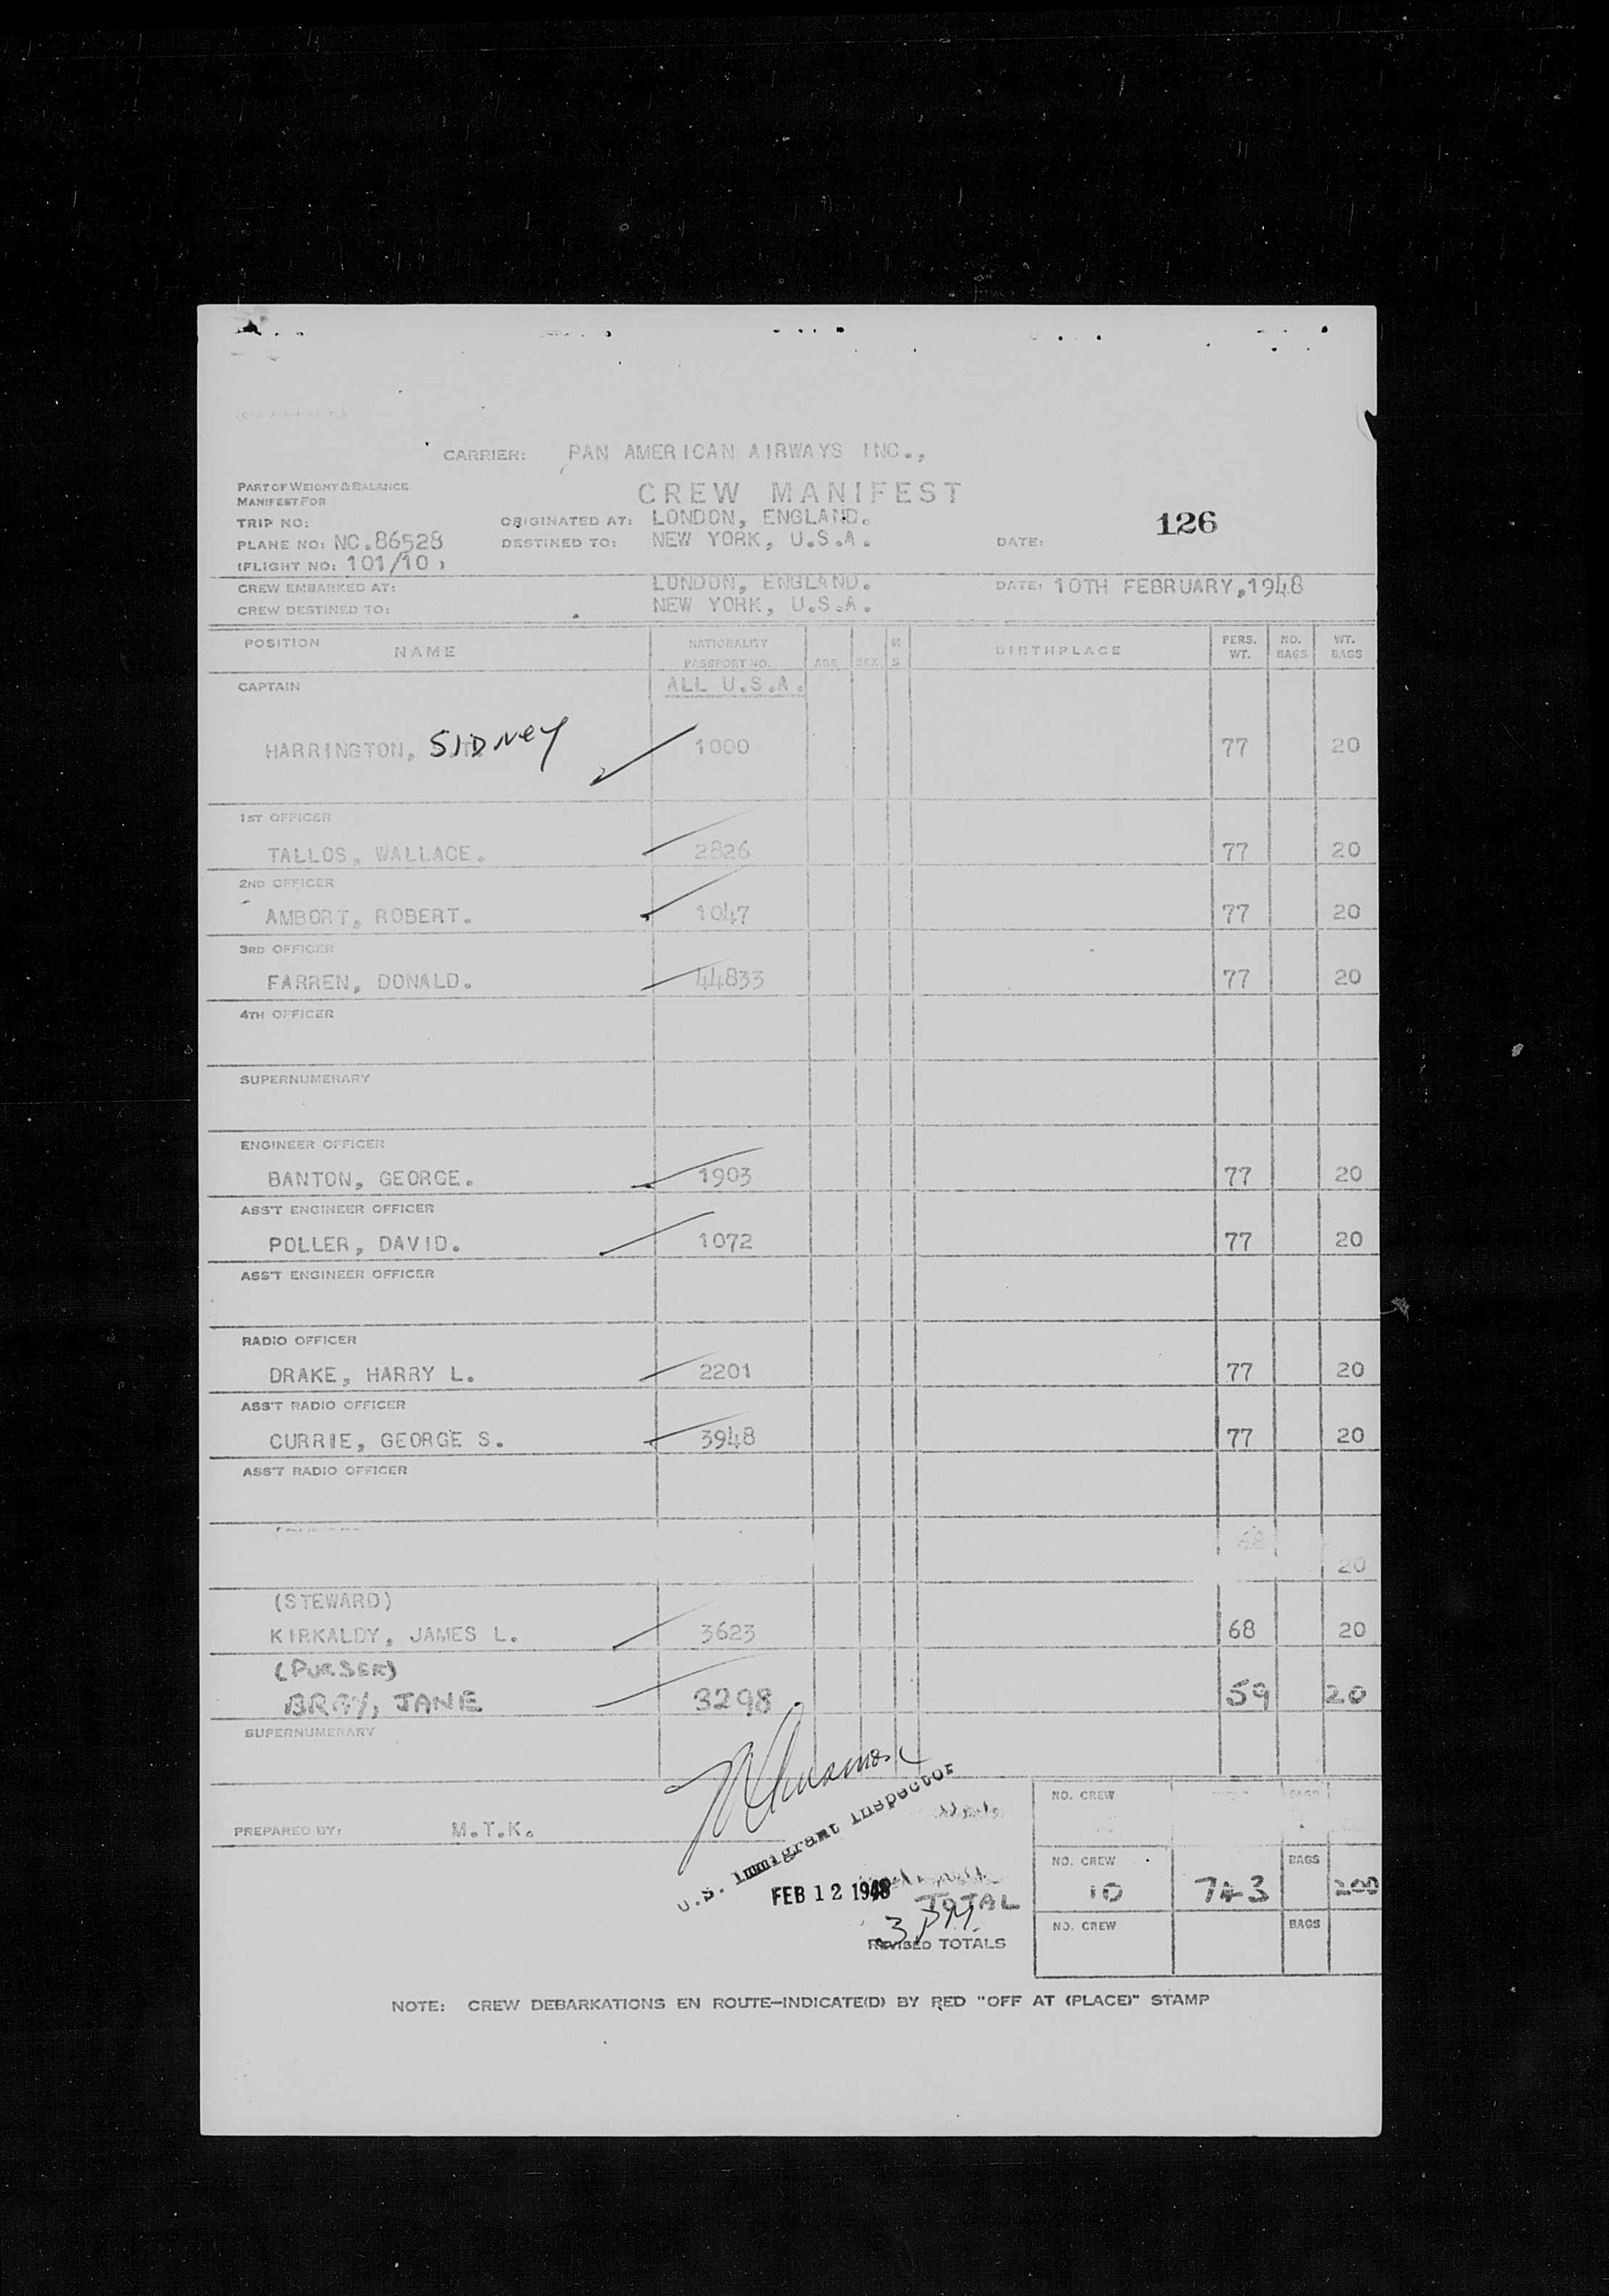 CARRIER: PAN AMERICAN AIRWAYS INC.,
PART OF WEIGHT & BALANCE
MANIFEST FOR
CREW MANIFEST
TRIP NO: ORIGINATED AT: LONDON, ENGLAND. 126
PLANE NO: NC.86528 DESTINED TO: NEW YORK, U.S.A. DATE:
(FLIGHT NO: 101/10)
CREW EMBARKED AT: LONDON, ENGLAND. DATE: 10TH FEBRUARY, 1948
CREW DESTINED TO: NEW YORK, U.S.A.
POSITION NAME NATIONALITY PASSPORT NO. AGE SEX M S BIRTHPLACE PERS. WT. NO. BAGS WT. BAGS
CAPTAIN ALL U.S.A.
HARRINGTON, SIDNEY 1000 77 20
1ST OFFICER
TALLOS, WALLACE. 2826 77 20
2ND OFFICER
AMBORT, ROBERT. 1047 77 20
3RD OFFICER
FARREN, DONALD. 44833 77 20
4TH OFFICER
SUPERNUMERARY
ENGINEER OFFICER
BANTON, GEORGE. 1903 77 20
ASS'T ENGINEER OFFICER
POLLER, DAVID. 1072 77 20
ASS'T ENGINEER OFFICER
RADIO OFFICER
DRAKE, HARRY L. 2201 77 20
ASS'T RADIO OFFICER
CURRIE, GEORGE S. 3948 77 20
ASS'T RADIO OFFICER
68 20
(STEWARD)
KIRKALDY, JAMES L. 3623 68 20
(PURSER)
BRAY, JANE 3298 59 20
SUPERNUMERARY
NO. CREW BAGS
PREPARED BY: M.T.K.
U.S. Immigrant Inspector
NO. CREW BAGS
FEB 12 1948 TOTAL 10 743 200
3 PM
NO. CREW BAGS
REVISED TOTALS
NOTE: CREW DEBARKATIONS EN ROUTE—INDICATE(D) BY RED "OFF AT (PLACE)" STAMP